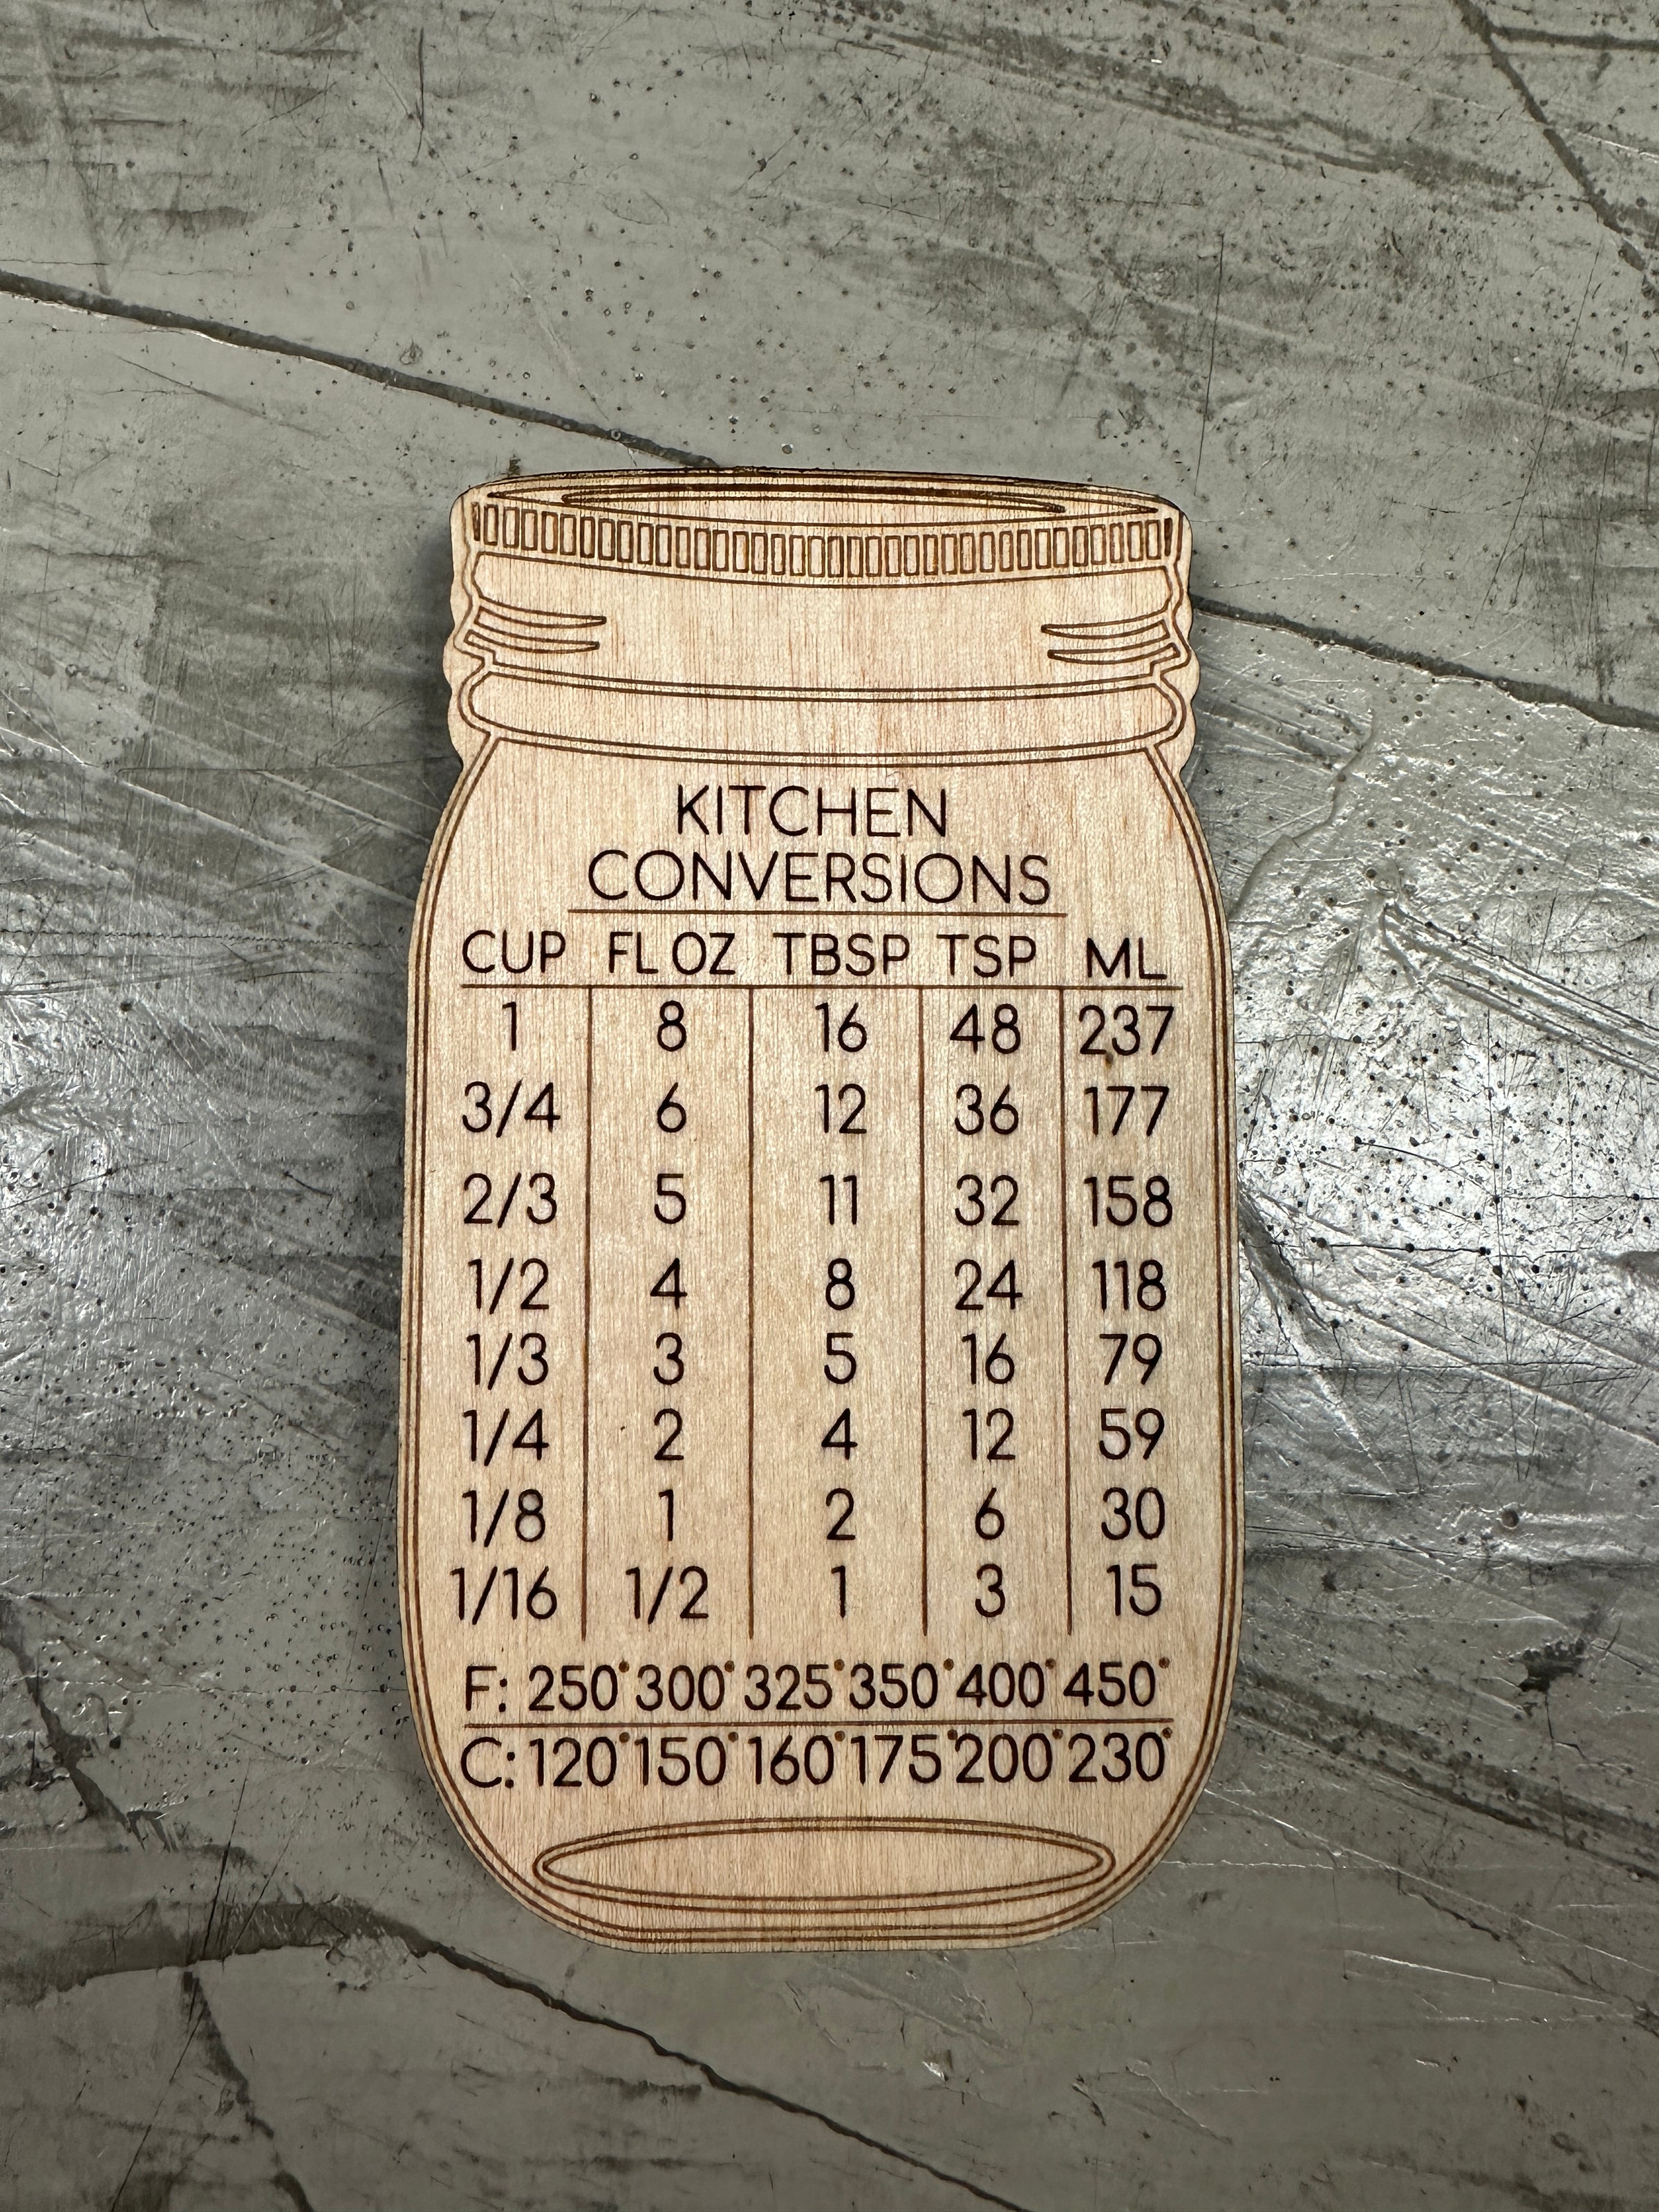 KITCHEN
CONVERSIONS
CUP FL OZ TBSP TSP ML
1 8 16 48 237
3/4 6 12 36 177
2/3 5 11 32 158
1/2 4 8 24 118
1/3 3 5 16 79
1/4 2 4 12 59
1/8 1 2 6 30
1/16 1/2 1 3 15
F: 250° 300° 325° 350° 400° 450°
C: 120° 150° 160° 175° 200° 230°